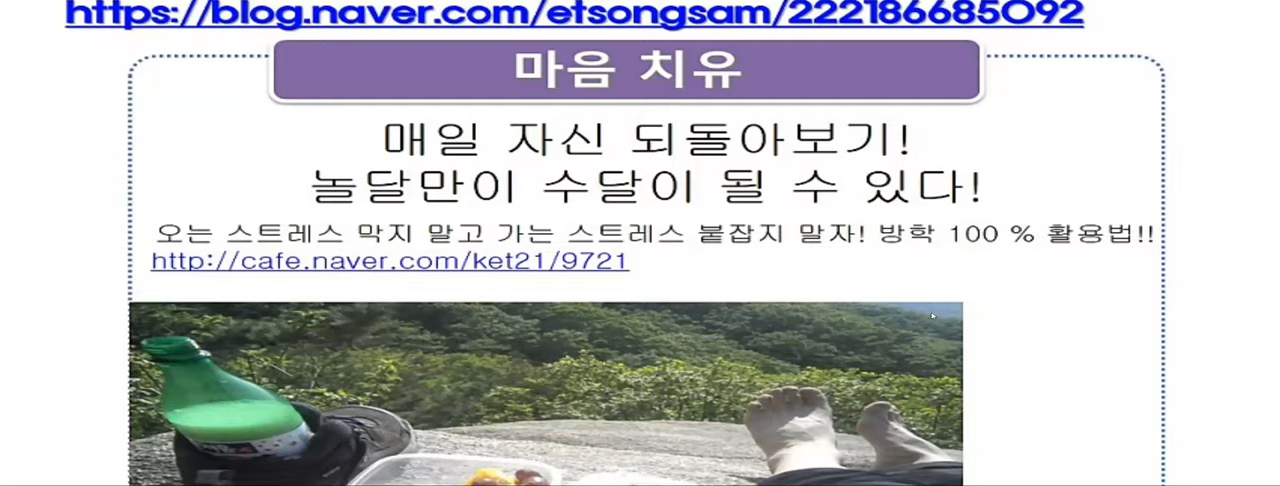 https://blog.naver.com/etsongsam/222186685092
마음 치유
매일 자신 되돌아보기!
놀달만이 수달이 될 수 있다!
오는 스트레스 막지 말고 가는 스트레스 붙잡지 말자! 방학 100 % 활용법!!
http://cafe.naver.com/ket21/9721